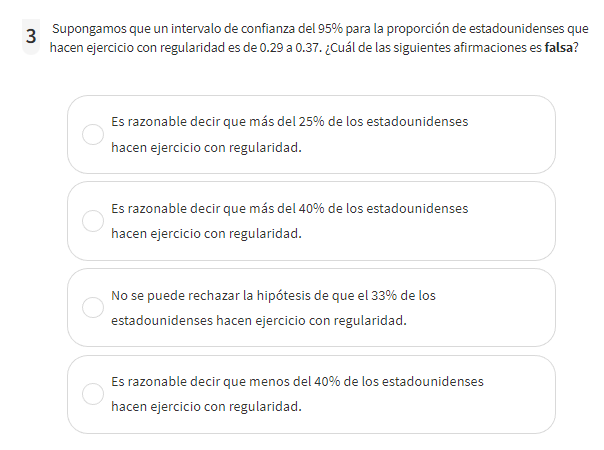 3
Supongamos que un intervalo de confianza del 95% para la proporción de estadounidenses que
hacen ejercicio con regularidad es de 0.29 a 0.37. ¿Cuál de las siguientes afirmaciones es falsa?
Es razonable decir que más del 25% de los estadounidenses
hacen ejercicio con regularidad.
Es razonable decir que más del 40% de los estadounidenses
hacen ejercicio con regularidad.
No se puede rechazar la hipótesis de que el 33% de los
estadounidenses hacen ejercicio con regularidad.
Es razonable decir que menos del 40% de los estadounidenses
hacen ejercicio con regularidad.